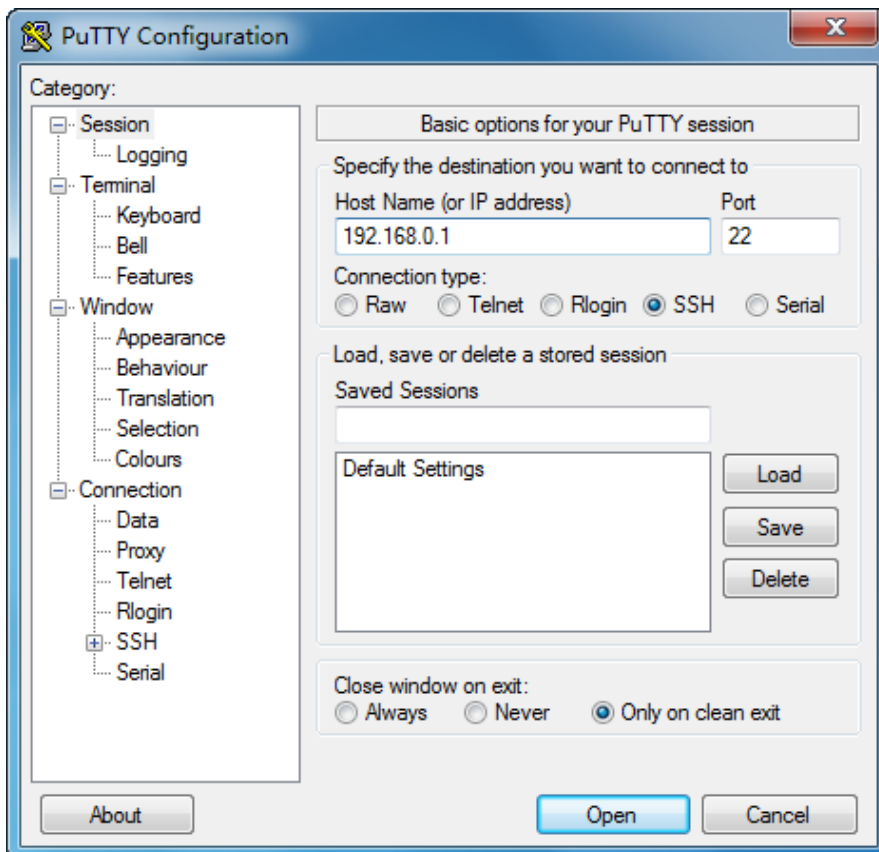 PuTTY Configuration
Category:
Session
Logging
Terminal
Keyboard
Bell
Features
Window
Appearance
Behaviour
Translation
Selection
Colours
Connection
Data
Proxy
Telnet
Rlogin
SSH
Serial
Basic options for your PuTTY session
Specify the destination you want to connect to
Host Name (or IP address) Port
192.168.0.1 22
Connection type:
Raw Telnet Rlogin SSH Serial
Load, save or delete a stored session
Saved Sessions
Default Settings
Load
Save
Delete
Close window on exit:
Always Never Only on clean exit
About Open Cancel